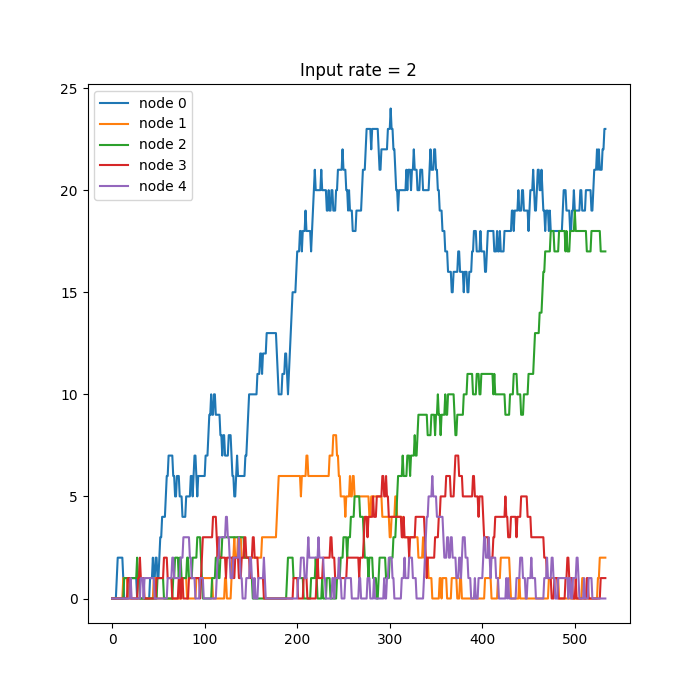 Input rate = 2
25
20
15
10
5
0
node 0
node 1
node 2
node 3
node 4
0 100 200 300 400 500